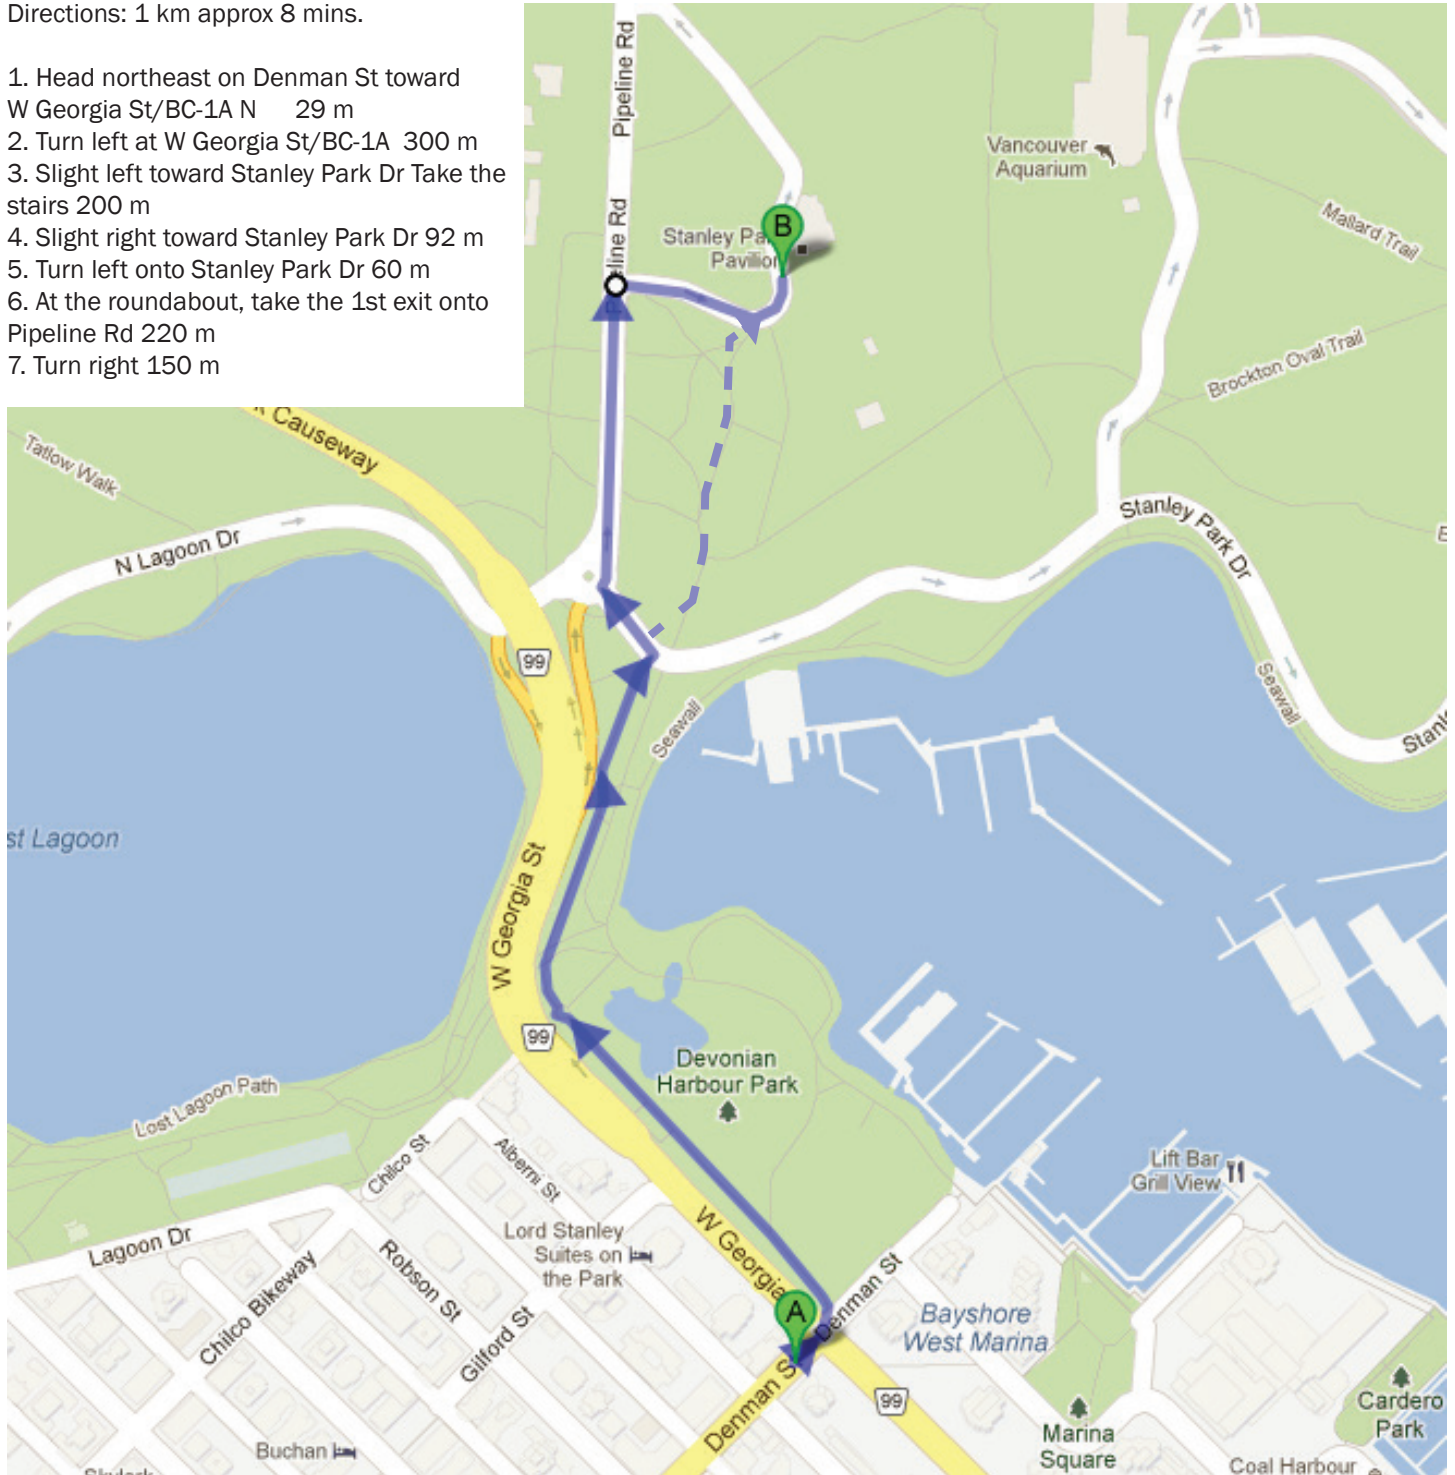 Directions: 1 km approx 8 mins.
1. Head northeast on Denman St toward
W Georgia St/BC-1A N 29 m
2. Turn left at W Georgia St/BC-1A 300 m
3. Slight left toward Stanley Park Dr Take the
stairs 200 m
4. Slight right toward Stanley Park Dr 92 m
5. Turn left onto Stanley Park Dr 60 m
6. At the roundabout, take the 1st exit onto
Pipeline Rd 220 m
7. Turn right 150 m
Pipeline Rd
Vancouver
Aquarium
Mallard Trail
eline Rd
Stanley Pa
Pavilion
B
Brockton Oval Trail
Causeway
Tatlow Walk
N Lagoon Dr
Stanley Park Dr
99
Seawall
Seawall
Stanle
st Lagoon
W Georgia St
99
Devonian
Harbour Park
Lost Lagoon Path
Chilco St
Alberni St
Lift Bar
Grill View
Lagoon Dr
Chilco Bikeway
Robson St
Gilford St
Lord Stanley
Suites on
the Park
W Georgia
A
Denman St
Denman S
Bayshore
West Marina
99
Marina
Square
Cardero
Park
Buchan
Coal Harbour